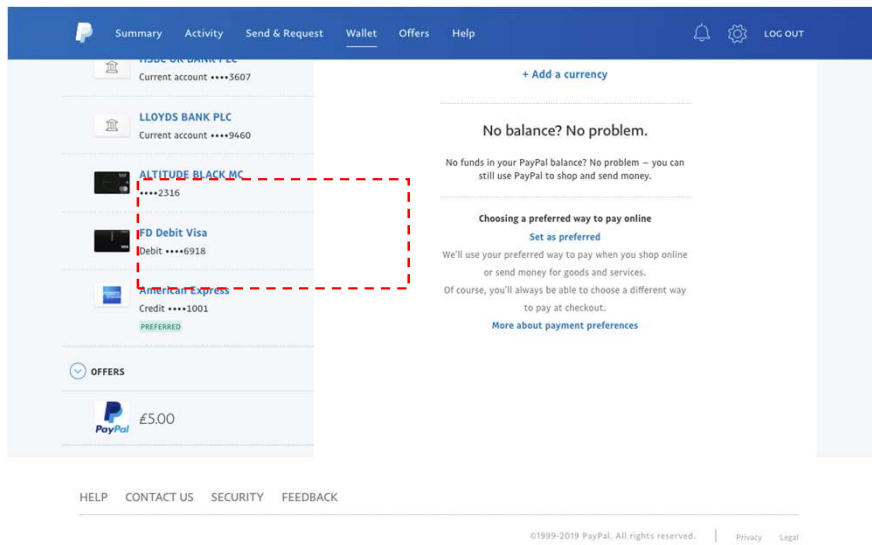 Summary Activity Send & Request Wallet Offers Help LOG OUT
HSBC UK BANK PLC
Current account ••••3607
LLOYDS BANK PLC
Current account ••••9460
ALTITUDE BLACK MC
••••2316
FD Debit Visa
Debit ••••6918
American Express
Credit ••••1001
PREFERRED
OFFERS
PayPal
£5.00
+ Add a currency
No balance? No problem.
No funds in your PayPal balance? No problem — you can
still use PayPal to shop and send money.
Choosing a preferred way to pay online
Set as preferred
We'll use your preferred way to pay when you shop online
or send money for goods and services.
Of course, you'll always be able to choose a different way
to pay at checkout.
More about payment preferences
HELP CONTACT US SECURITY FEEDBACK
©1999-2019 PayPal. All rights reserved. | Privacy Legal